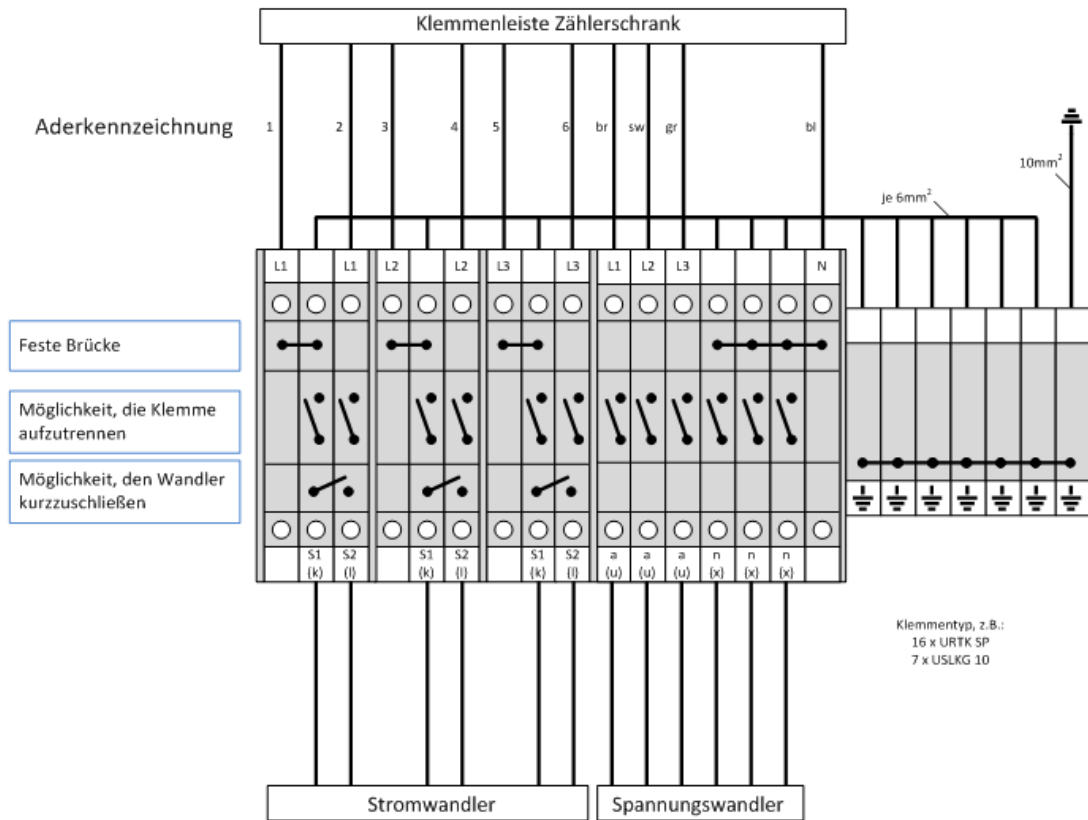 Klemmenleiste Zählerschrank
Aderkennzeichnung
1 2 3 4 5 6 br sw gr bl
10mm²
je 6mm²
L1 L1 L2 L2 L3 L3 L1 L2 L3 N
Feste Brücke
Möglichkeit, die Klemme
aufzutrennen
Möglichkeit, den Wandler
kurzzuschließen
S1 S2 S1 S2 S1 S2 a a a n n n
(k) (l) (k) (l) (k) (l) (u) (u) (u) (x) (x) (x)
Klemmentyp, z.B.:
16 x URTK SP
7 x USLKG 10
Stromwandler
Spannungswandler